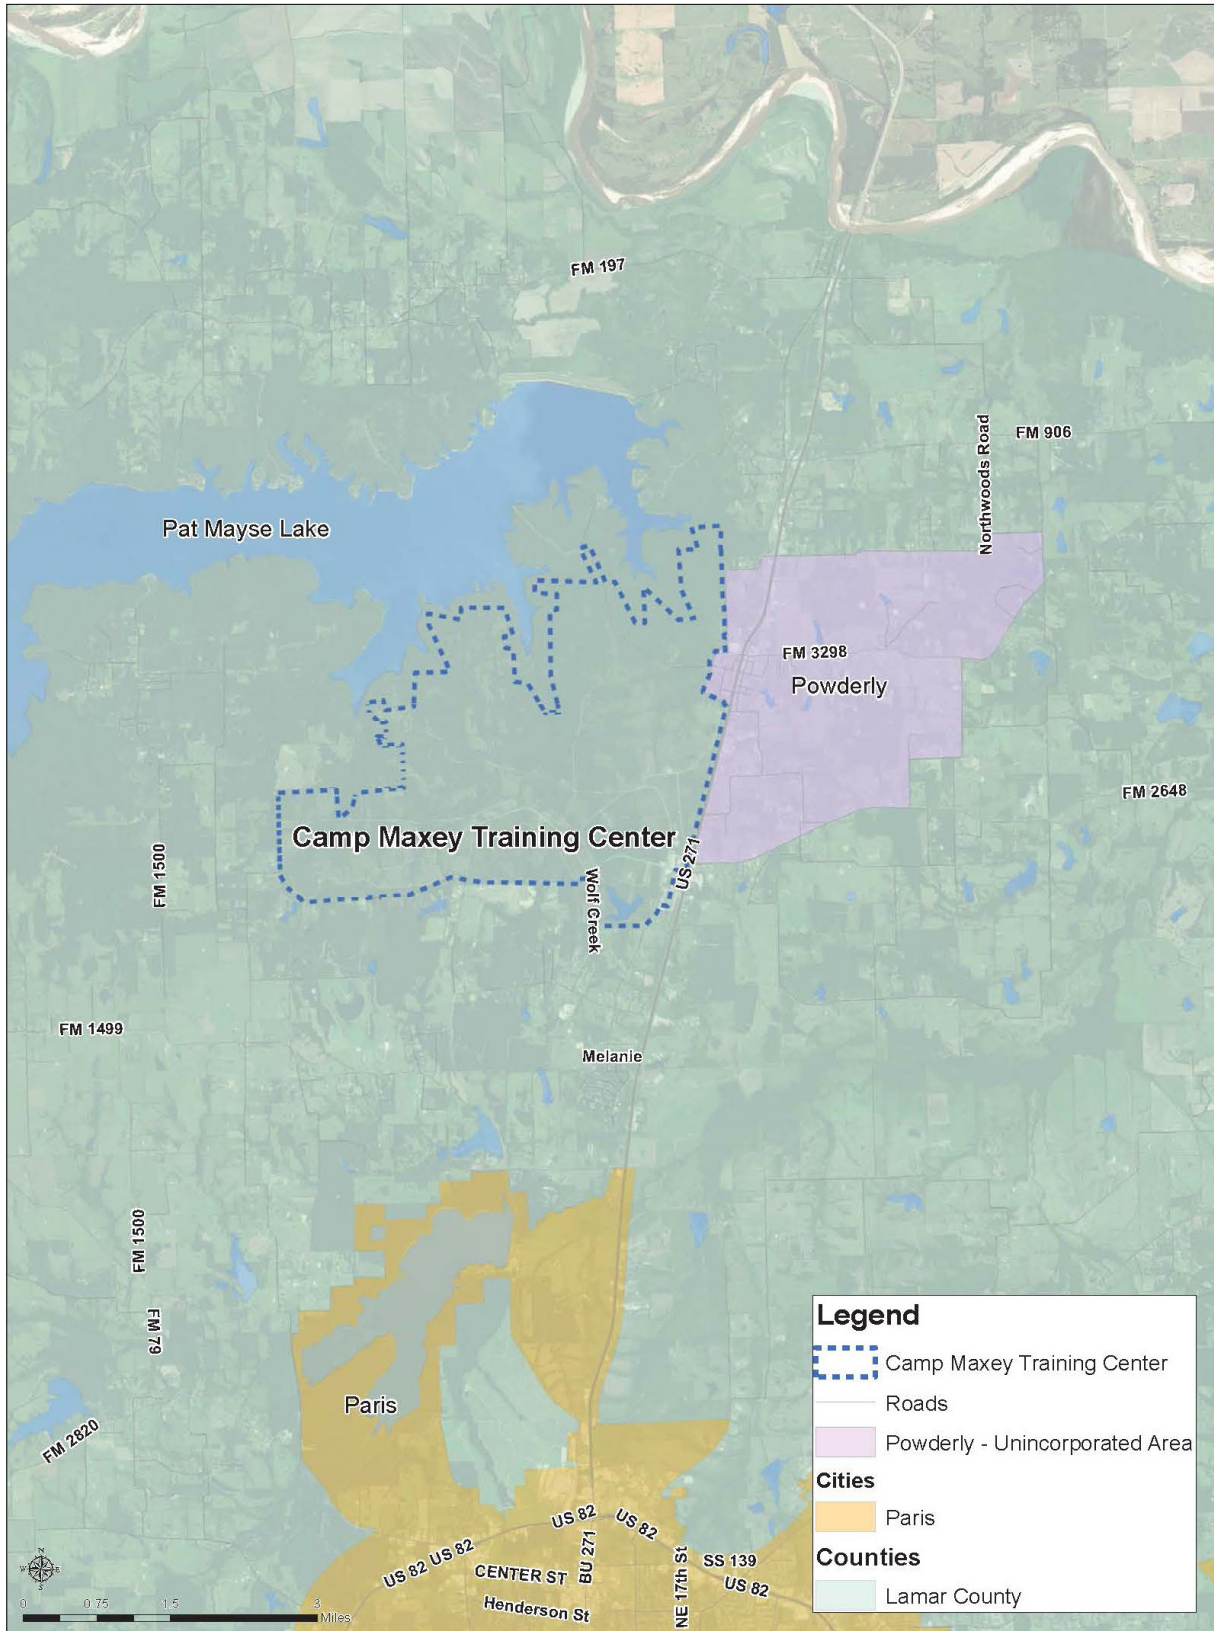 FM 197
Northwoods Road
FM 906
Pat Mayse Lake
FM 3298
Powderly
FM 2648
Camp Maxey Training Center
US 271
FM 1500
Wolf Creek
FM 1499
Melanie
FM 1500
FM 79
Paris
FM 2820
US 82
US 82
US 82
US 82
BU 271
CENTER ST
Henderson St
NE 17th St
SS 139
US 82
N
W
E
S
0 0.75 1.5 3
Miles
Legend
Camp Maxey Training Center
Roads
Powderly - Unincorporated Area
Cities
Paris
Counties
Lamar County